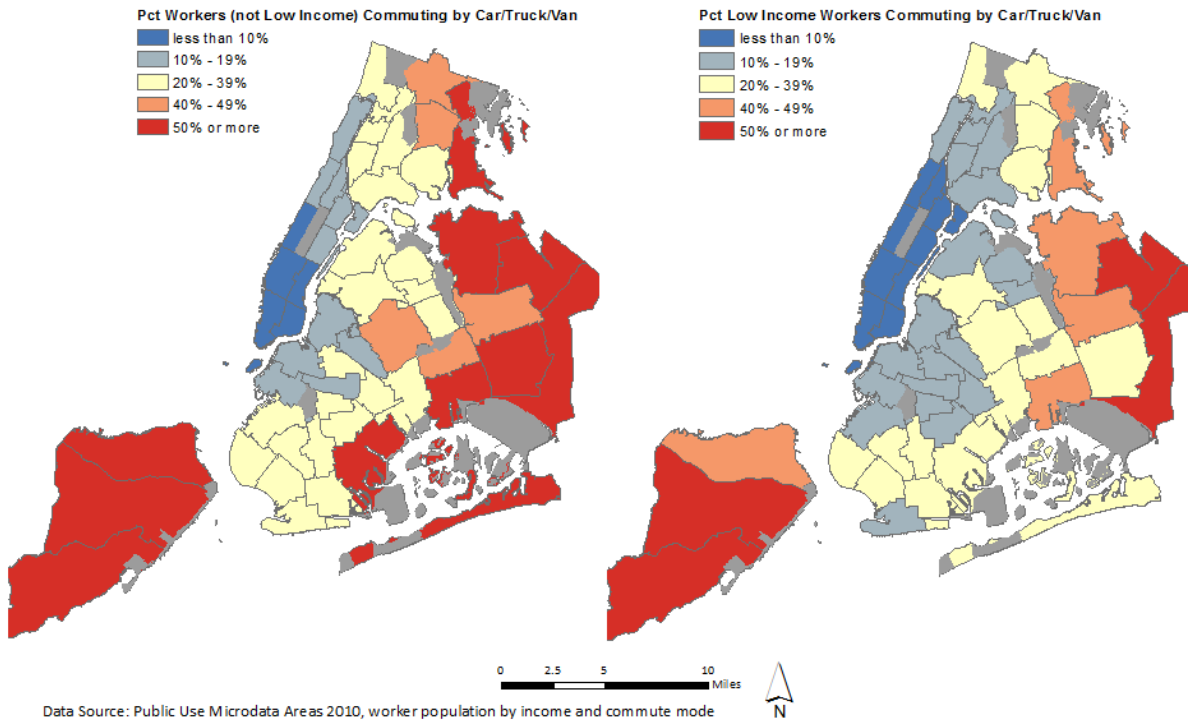 Pct Workers (not Low Income) Commuting by Car/Truck/Van
less than 10%
10% - 19%
20% - 39%
40% - 49%
50% or more
Pct Low Income Workers Commuting by Car/Truck/Van
less than 10%
10% - 19%
20% - 39%
40% - 49%
50% or more
0 2.5 5 10
Miles
N
Data Source: Public Use Microdata Areas 2010, worker population by income and commute mode